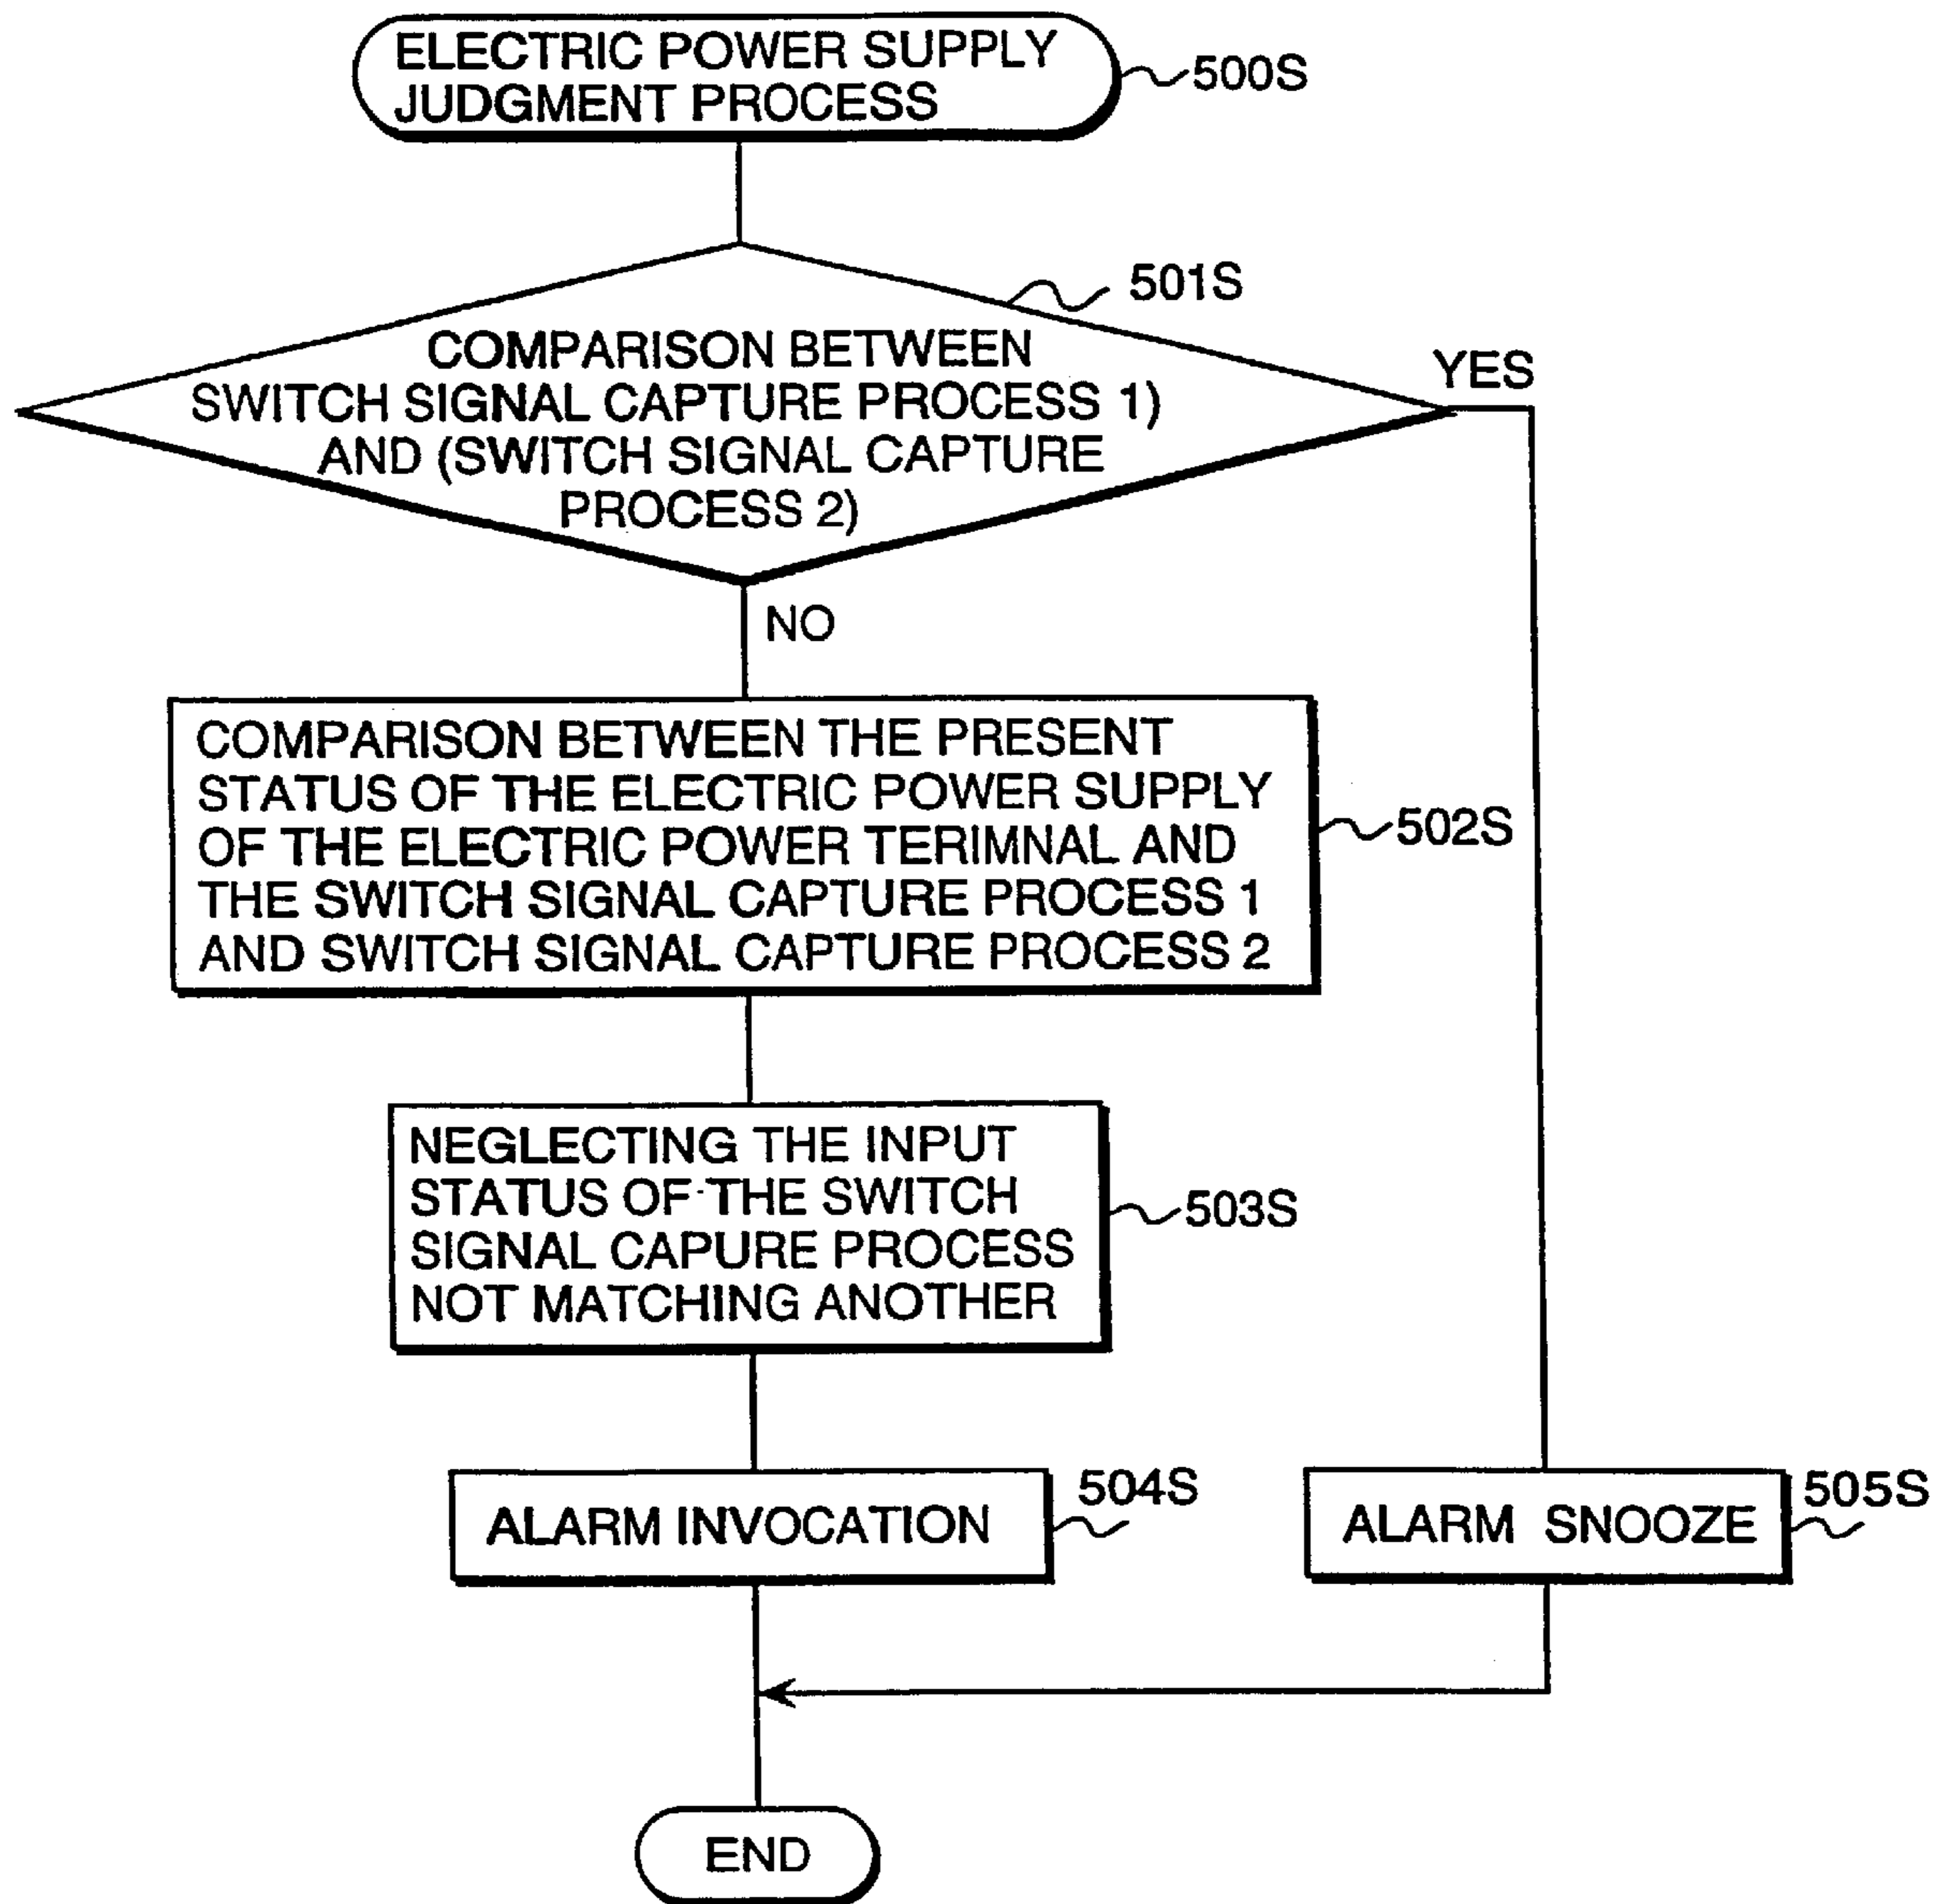 ELECTRIC POWER SUPPLY
JUDGMENT PROCESS
500S
501S
COMPARISON BETWEEN
SWITCH SIGNAL CAPTURE PROCESS 1)
AND (SWITCH SIGNAL CAPTURE
PROCESS 2)
YES
NO
COMPARISON BETWEEN THE PRESENT
STATUS OF THE ELECTRIC POWER SUPPLY
OF THE ELECTRIC POWER TERIMNAL AND
THE SWITCH SIGNAL CAPTURE PROCESS 1
AND SWITCH SIGNAL CAPTURE PROCESS 2
502S
NEGLECTING THE INPUT
STATUS OF THE SWITCH
SIGNAL CAPURE PROCESS
NOT MATCHING ANOTHER
503S
ALARM INVOCATION
504S
ALARM SNOOZE
505S
END